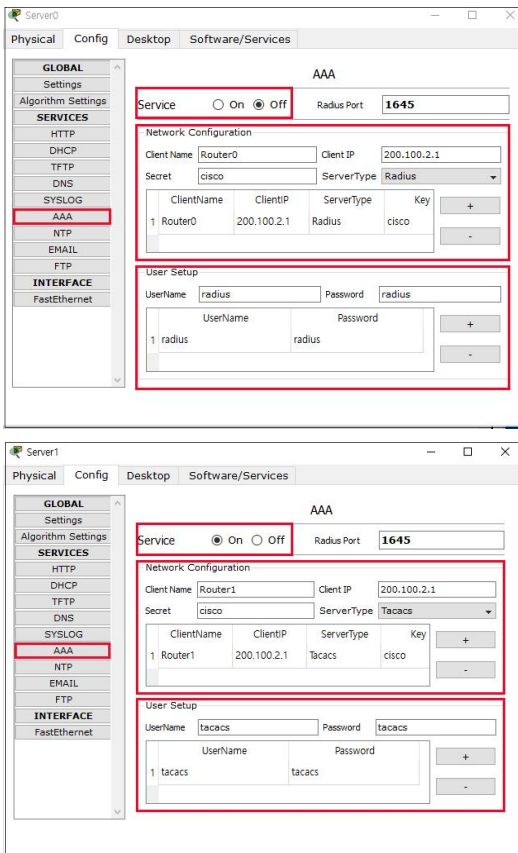 Server0
Physical Config Desktop Software/Services
GLOBAL
Settings
Algorithm Settings
SERVICES
HTTP
DHCP
TFTP
DNS
SYSLOG
AAA
NTP
EMAIL
FTP
INTERFACE
FastEthernet
AAA
Service On Off Radius Port 1645
Network Configuration
Client Name Router0 Client IP 200.100.2.1
Secret cisco ServerType Radius
ClientName ClientIP ServerType Key
1 Router0 200.100.2.1 Radius cisco
+
-
User Setup
UserName radius Password radius
UserName Password
1 radius radius
+
-
Server1
Physical Config Desktop Software/Services
GLOBAL
Settings
Algorithm Settings
SERVICES
HTTP
DHCP
TFTP
DNS
SYSLOG
AAA
NTP
EMAIL
FTP
INTERFACE
FastEthernet
AAA
Service On Off Radius Port 1645
Network Configuration
Client Name Router1 Client IP 200.100.2.1
Secret cisco ServerType Tacacs
ClientName ClientIP ServerType Key
1 Router1 200.100.2.1 Tacacs cisco
+
-
User Setup
UserName tacacs Password tacacs
UserName Password
1 tacacs tacacs
+
-